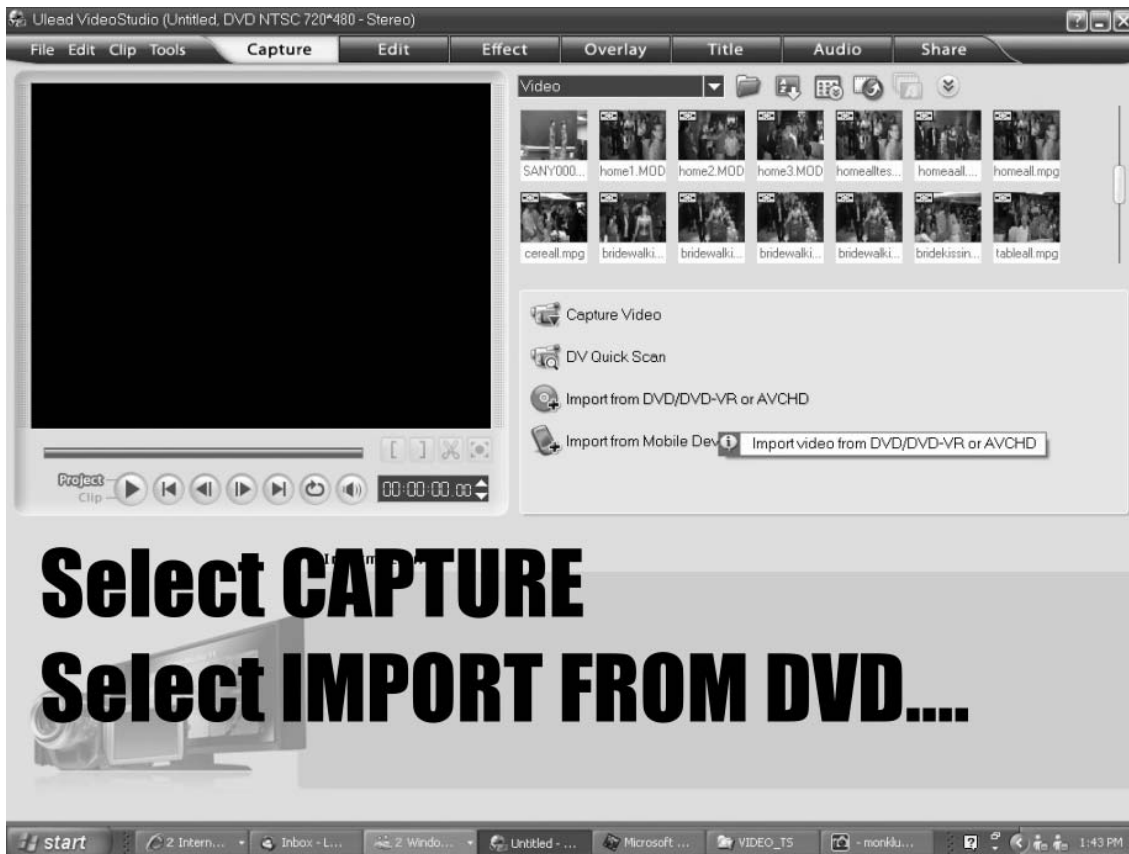 Ulead VideoStudio (Untitled, DVD NTSC 720*480 - Stereo)
File Edit Clip Tools Capture Edit Effect Overlay Title Audio Share
Video
SANY000... home1.MOD home2.MOD home3.MOD homealltes... homeaall.... homeall.mpg
cereall.mpg bridewalki... bridewalki... bridewalki... bridewalki... bridekissin... tableall.mpg
Capture Video
DV Quick Scan
Import from DVD/DVD-VR or AVCHD
Import from Mobile Dev
Import video from DVD/DVD-VR or AVCHD
Project
Clip
00:00:00.00
Select CAPTURE
Select IMPORT FROM DVD....
start 2 Intern... Inbox - L... 2 Windo... Untitled - ... Microsoft ... VIDEO_TS - monklu... 1:43 PM